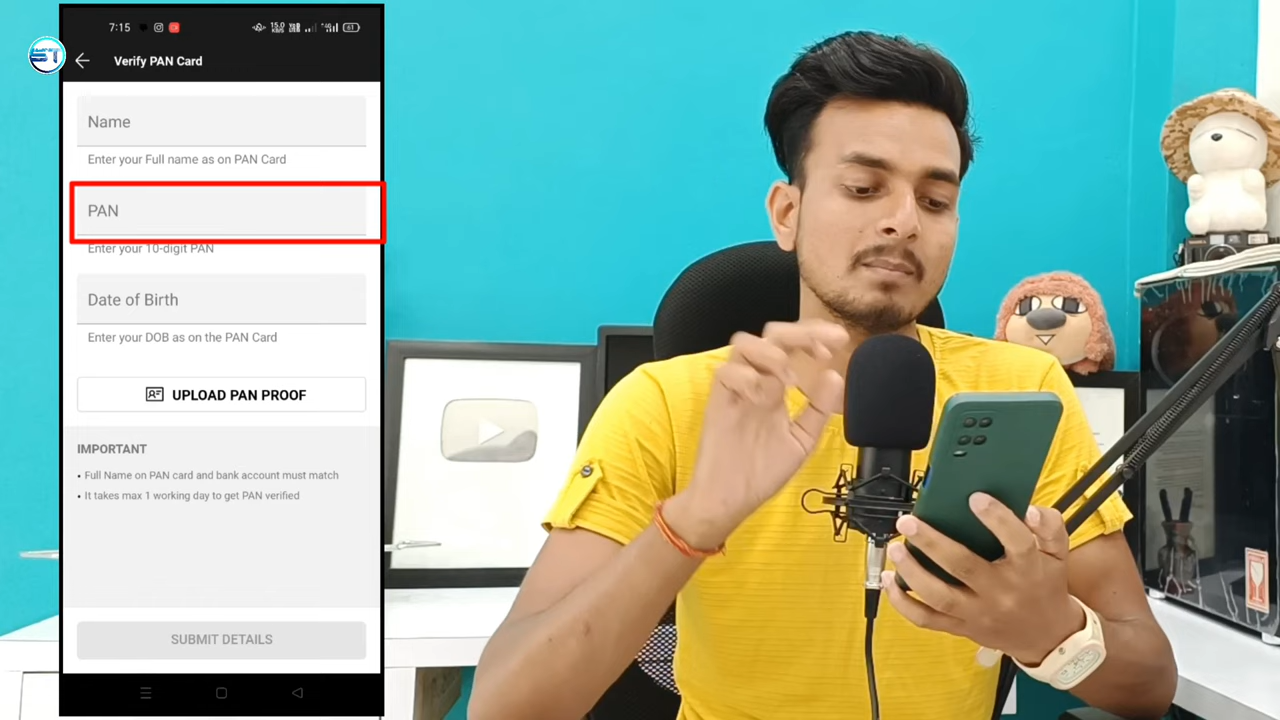 ST
7:15
Verify PAN Card
Name
Enter your Full name as on PAN Card
PAN
Enter your 10-digit PAN
Date of Birth
Enter your DOB as on the PAN Card
UPLOAD PAN PROOF
IMPORTANT
• Full Name on PAN card and bank account must match
• It takes max 1 working day to get PAN verified
SUBMIT DETAILS